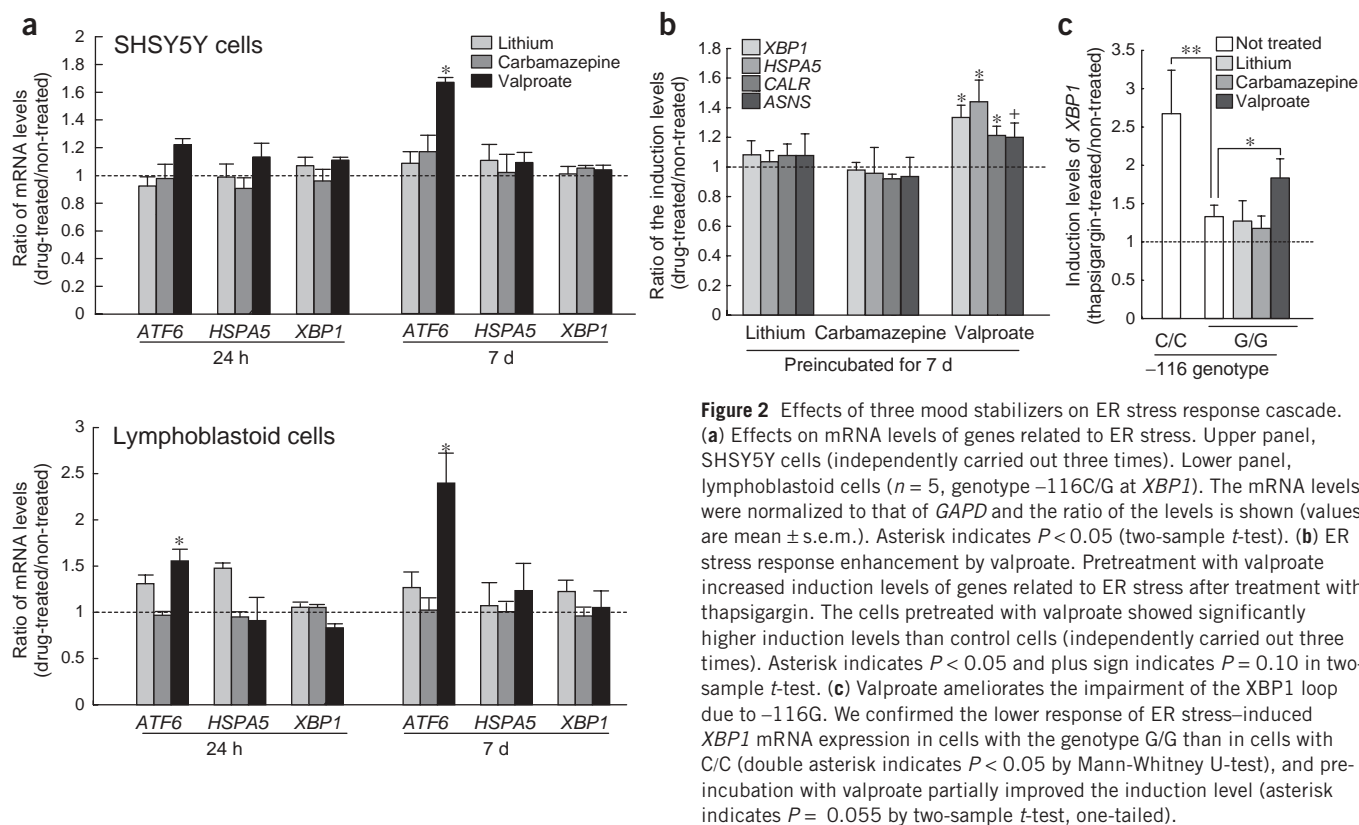 a
SHSY5Y cells
Lithium
Carbamazepine
Valproate
Ratio of mRNA levels
(drug-treated/non-treated)
2
1.8
1.6
1.4
1.2
1
0.8
0.6
0.4
0.2
0
*
ATF6 HSPA5 XBP1 ATF6 HSPA5 XBP1
24 h 7 d
Lymphoblastoid cells
Ratio of mRNA levels
(drug-treated/non-treated)
3
2.5
2
1.5
1
0.5
0
* *
ATF6 HSPA5 XBP1 ATF6 HSPA5 XBP1
24 h 7 d
b
XBP1
HSPA5
CALR
ASNS
Ratio of the induction levels
(drug-treated/non-treated)
2
1.8
1.6
1.4
1.2
1
0.8
0.6
0.4
0.2
0
* * * +
Lithium Carbamazepine Valproate
Preincubated for 7 d
c
Not treated
Lithium
Carbamazepine
Valproate
Induction levels of XBP1
(thapsigargin-treated/non-treated)
3.5
3
2.5
2
1.5
1
0.5
0
** *
C/C G/G
–116 genotype
Figure 2 Effects of three mood stabilizers on ER stress response cascade.
(a) Effects on mRNA levels of genes related to ER stress. Upper panel,
SHSY5Y cells (independently carried out three times). Lower panel,
lymphoblastoid cells (n = 5, genotype –116C/G at XBP1). The mRNA levels
were normalized to that of GAPD and the ratio of the levels is shown (values
are mean ± s.e.m.). Asterisk indicates P < 0.05 (two-sample t-test). (b) ER
stress response enhancement by valproate. Pretreatment with valproate
increased induction levels of genes related to ER stress after treatment with
thapsigargin. The cells pretreated with valproate showed significantly
higher induction levels than control cells (independently carried out three
times). Asterisk indicates P < 0.05 and plus sign indicates P = 0.10 in two-
sample t-test. (c) Valproate ameliorates the impairment of the XBP1 loop
due to –116G. We confirmed the lower response of ER stress–induced
XBP1 mRNA expression in cells with the genotype G/G than in cells with
C/C (double asterisk indicates P < 0.05 by Mann-Whitney U-test), and pre-
incubation with valproate partially improved the induction level (asterisk
indicates P = 0.055 by two-sample t-test, one-tailed).